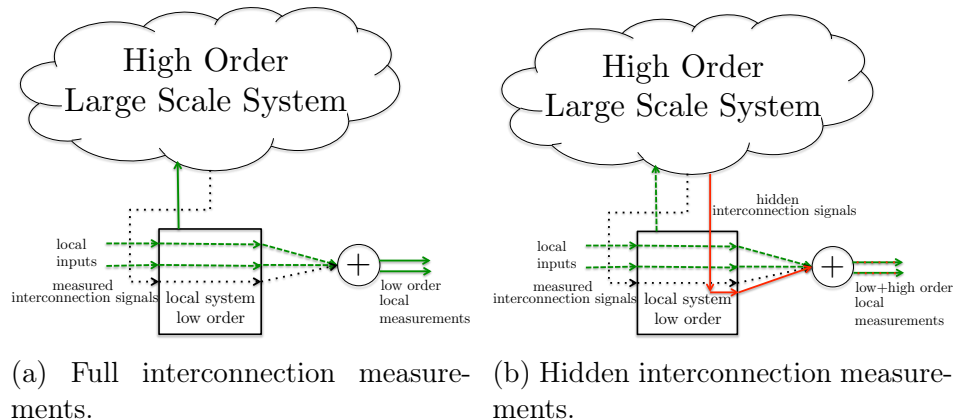 High Order
Large Scale System
local
inputs
measured
interconnection signals
local system
low order
+
low order
local
measurements
(a) Full interconnection measure-
ments.
High Order
Large Scale System
hidden
interconnection signals
local
inputs
measured
interconnection signals
local system
low order
+
low+high order
local
measurements
(b) Hidden interconnection measure-
ments.